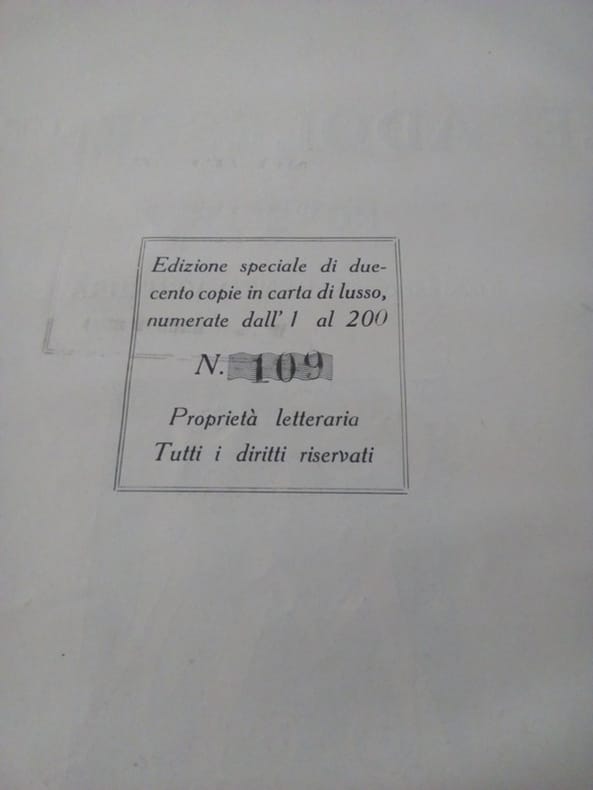 Edizione speciale di due-
cento copie in carta di lusso,
numerate dall' 1 al 200
N. 109
Proprietà letteraria
Tutti i diritti riservati